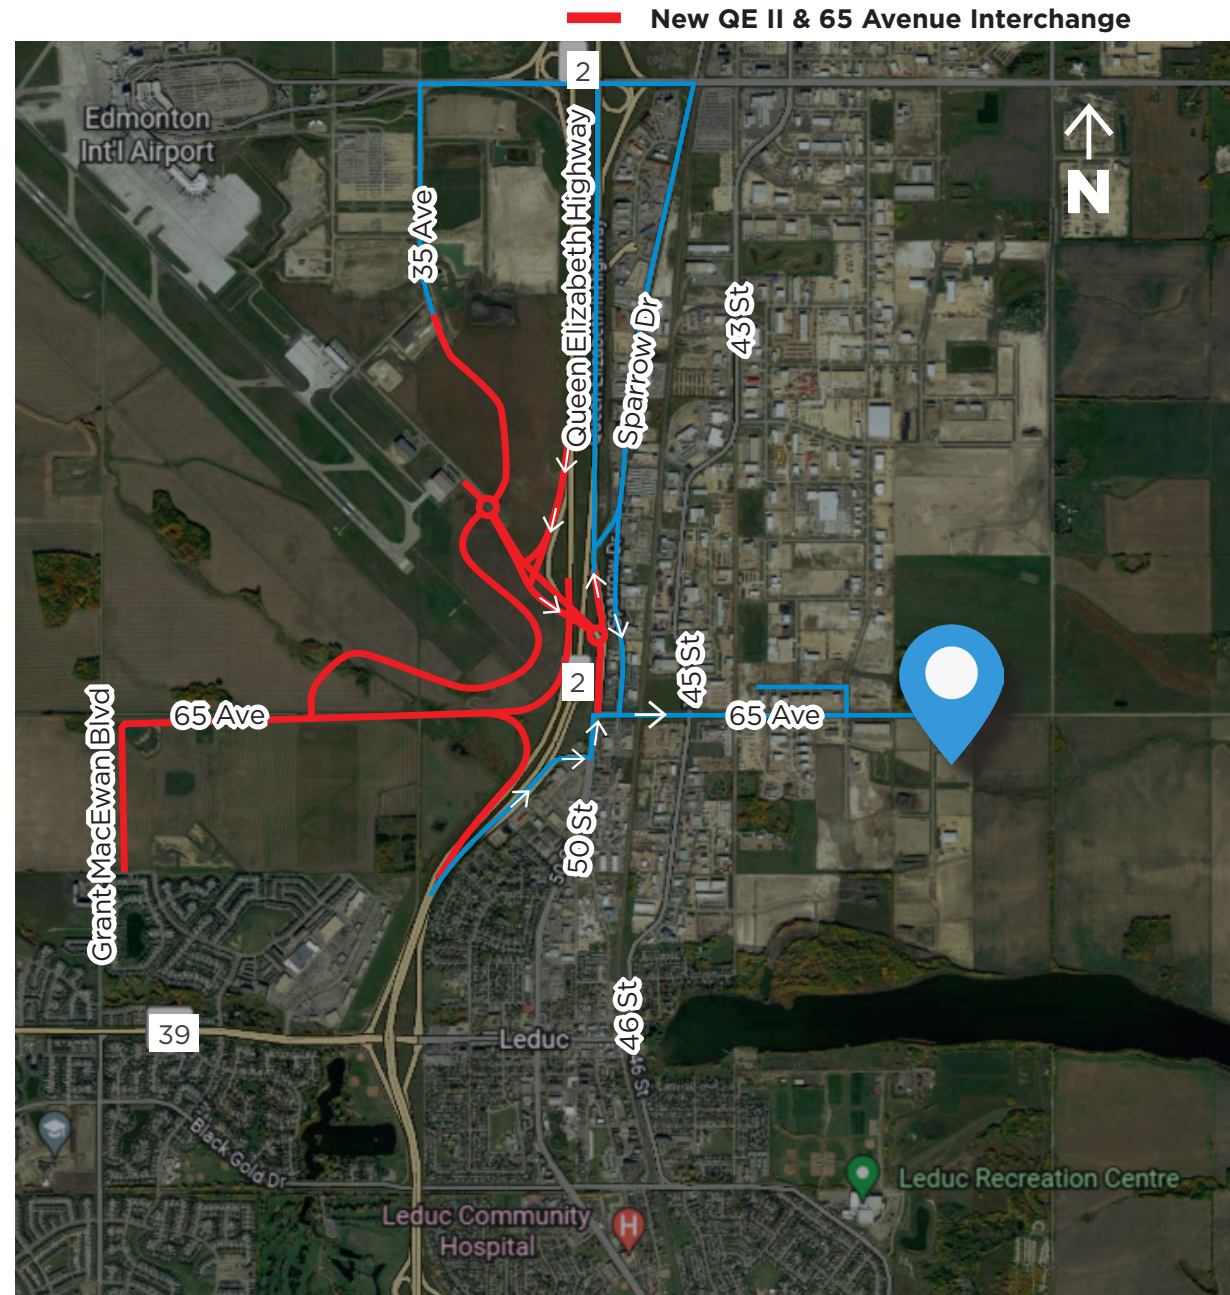 New QE II & 65 Avenue Interchange
2
Edmonton
Int'l Airport
N
35 Ave
Queen Elizabeth Highway
Sparrow Dr
43 St
2
45 St
65 Ave
65 Ave
Grant MacEwan Blvd
50 St
46 St
39
Leduc
Black Gold Dr
Leduc Recreation Centre
Leduc Community
Hospital
H